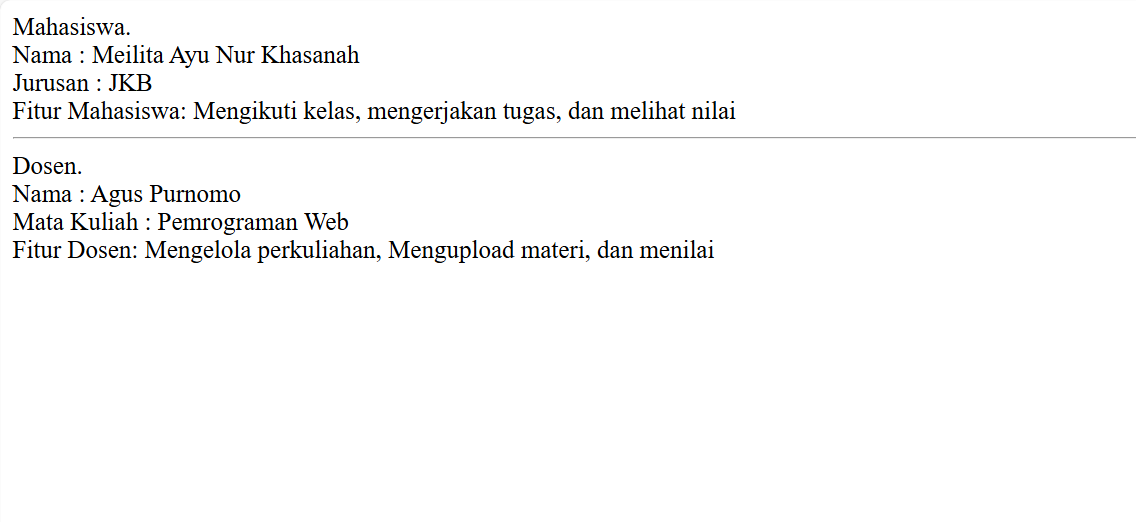 Mahasiswa.
Nama : Meilita Ayu Nur Khasanah
Jurusan : JKB
Fitur Mahasiswa: Mengikuti kelas, mengerjakan tugas, dan melihat nilai
Dosen.
Nama : Agus Purnomo
Mata Kuliah : Pemrograman Web
Fitur Dosen: Mengelola perkuliahan, Mengupload materi, dan menilai